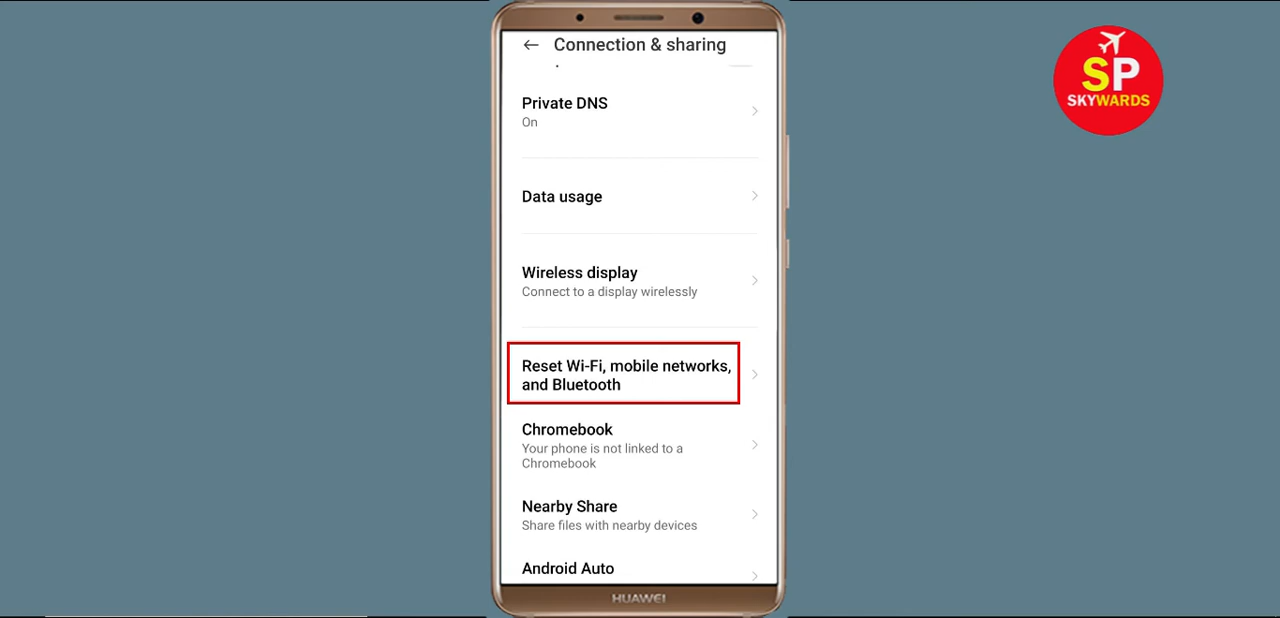 Connection & sharing
Private DNS
On
Data usage
Wireless display
Connect to a display wirelessly
Reset Wi-Fi, mobile networks,
and Bluetooth
Chromebook
Your phone is not linked to a
Chromebook
Nearby Share
Share files with nearby devices
Android Auto
HUAWEI
SP
SKYWARDS